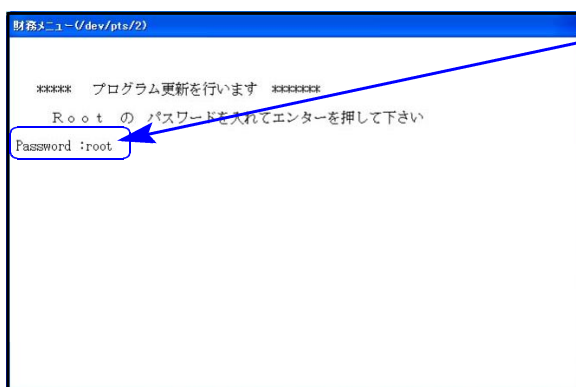 財務メニュー(/dev/pts/2)
***** プログラム更新を行います *******
Ｒｏｏｔ の パスワードを入れてエンターを押して下さい
Password :root